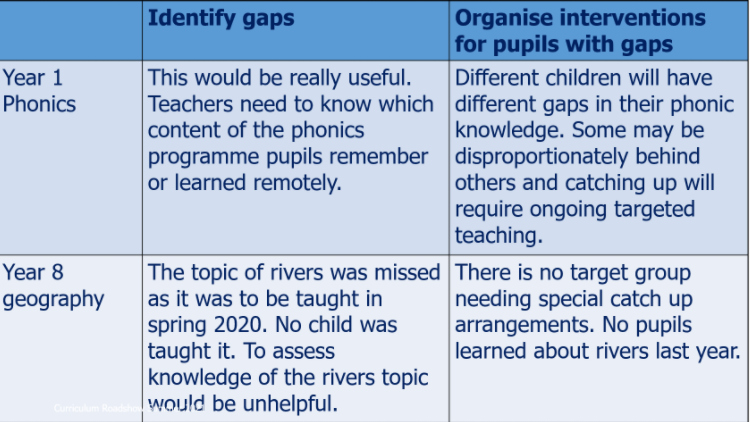 Identify gaps
Organise interventions
for pupils with gaps
Year 1
Phonics
This would be really useful.
Teachers need to know which
content of the phonics
programme pupils remember
or learned remotely.
Different children will have
different gaps in their phonic
knowledge. Some may be
disproportionately behind
others and catching up will
require ongoing targeted
teaching.
Year 8
geography
The topic of rivers was missed
as it was to be taught in
spring 2020. No child was
taught it. To assess
knowledge of the rivers topic
would be unhelpful.
There is no target group
needing special catch up
arrangements. No pupils
learned about rivers last year.
Curriculum